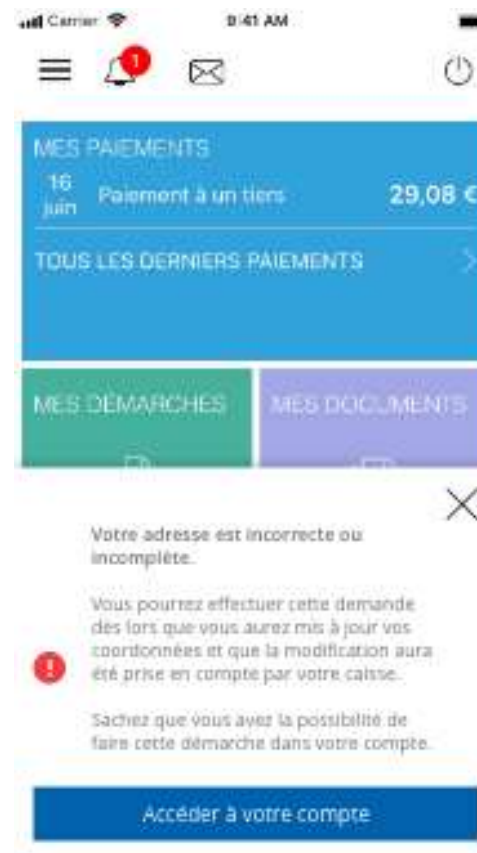 Carrier 9:41 AM
1
MES PAIEMENTS
16 juin Paiement à un tiers 29,08 €
TOUS LES DERNIERS PAIEMENTS
MES DÉMARCHES MES DOCUMENTS
Votre adresse est incorrecte ou
incomplète.
Vous pourrez effectuer cette demande
dès lors que vous aurez mis à jour vos
coordonnées et que la modification aura
été prise en compte par votre caisse.
Sachez que vous avez la possibilité de
faire cette démarche dans votre compte.
Accéder à votre compte